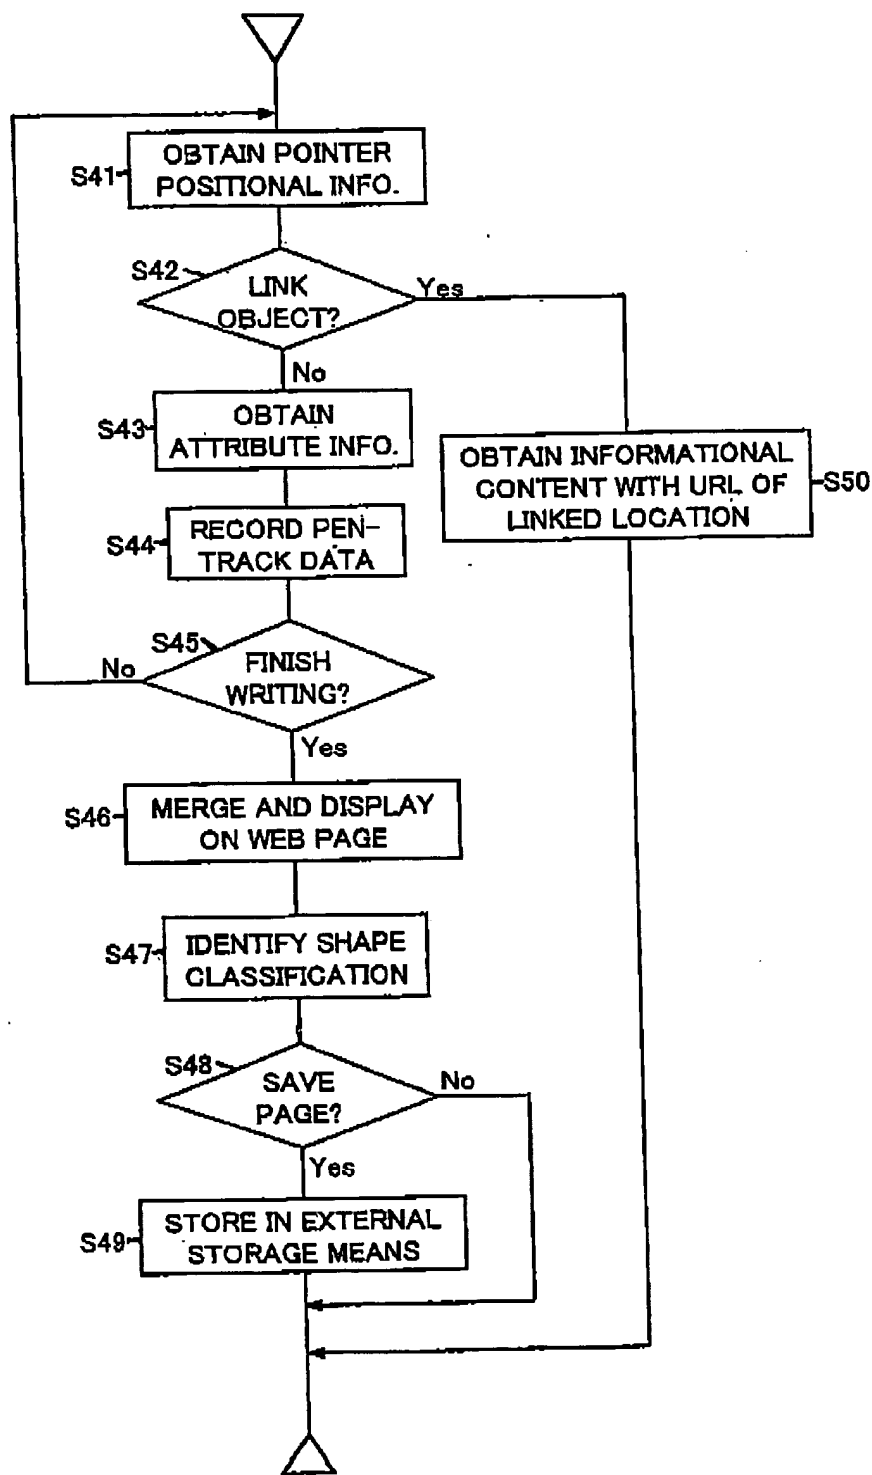 S41
OBTAIN POINTER
POSITIONAL INFO.
S42
LINK
OBJECT?
Yes
No
S43
OBTAIN
ATTRIBUTE INFO.
OBTAIN INFORMATIONAL
CONTENT WITH URL OF
LINKED LOCATION
S50
S44
RECORD PEN-
TRACK DATA
S45
FINISH
WRITING?
No
Yes
S46
MERGE AND DISPLAY
ON WEB PAGE
S47
IDENTIFY SHAPE
CLASSIFICATION
S48
SAVE
PAGE?
No
Yes
S49
STORE IN EXTERNAL
STORAGE MEANS